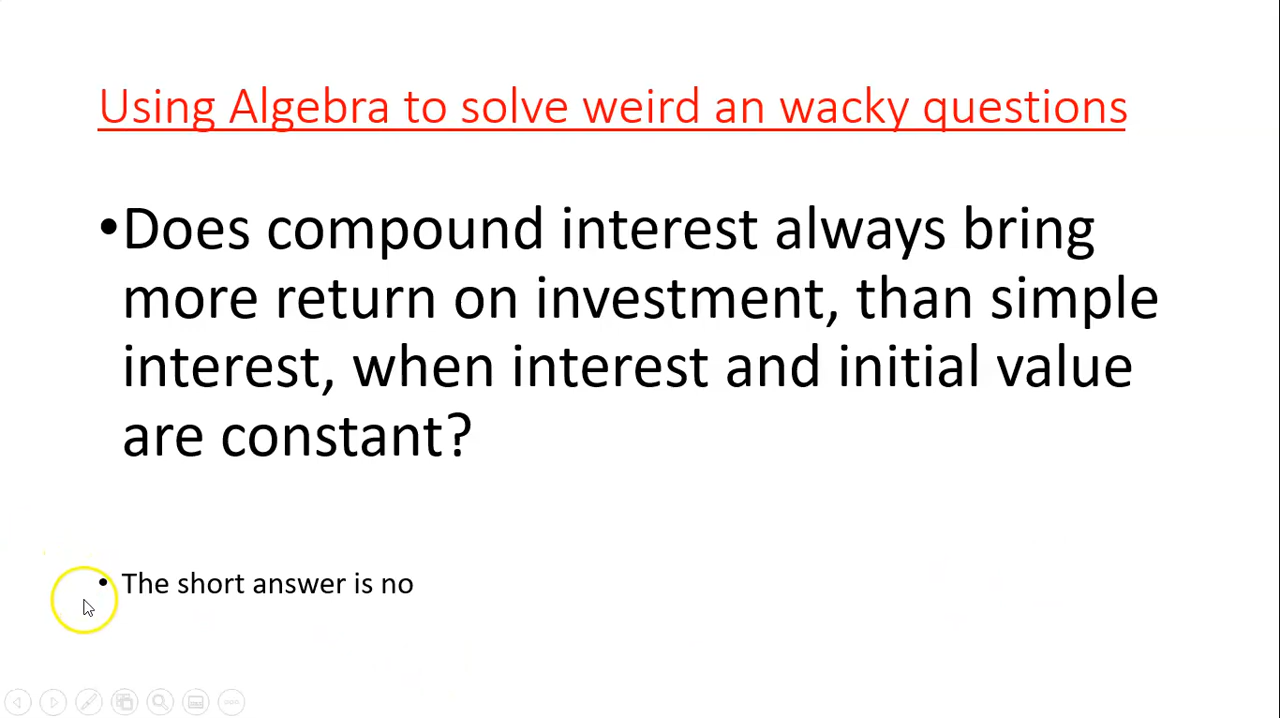 Using Algebra to solve weird an wacky questions
•Does compound interest always bring
more return on investment, than simple
interest, when interest and initial value
are constant?
• The short answer is no